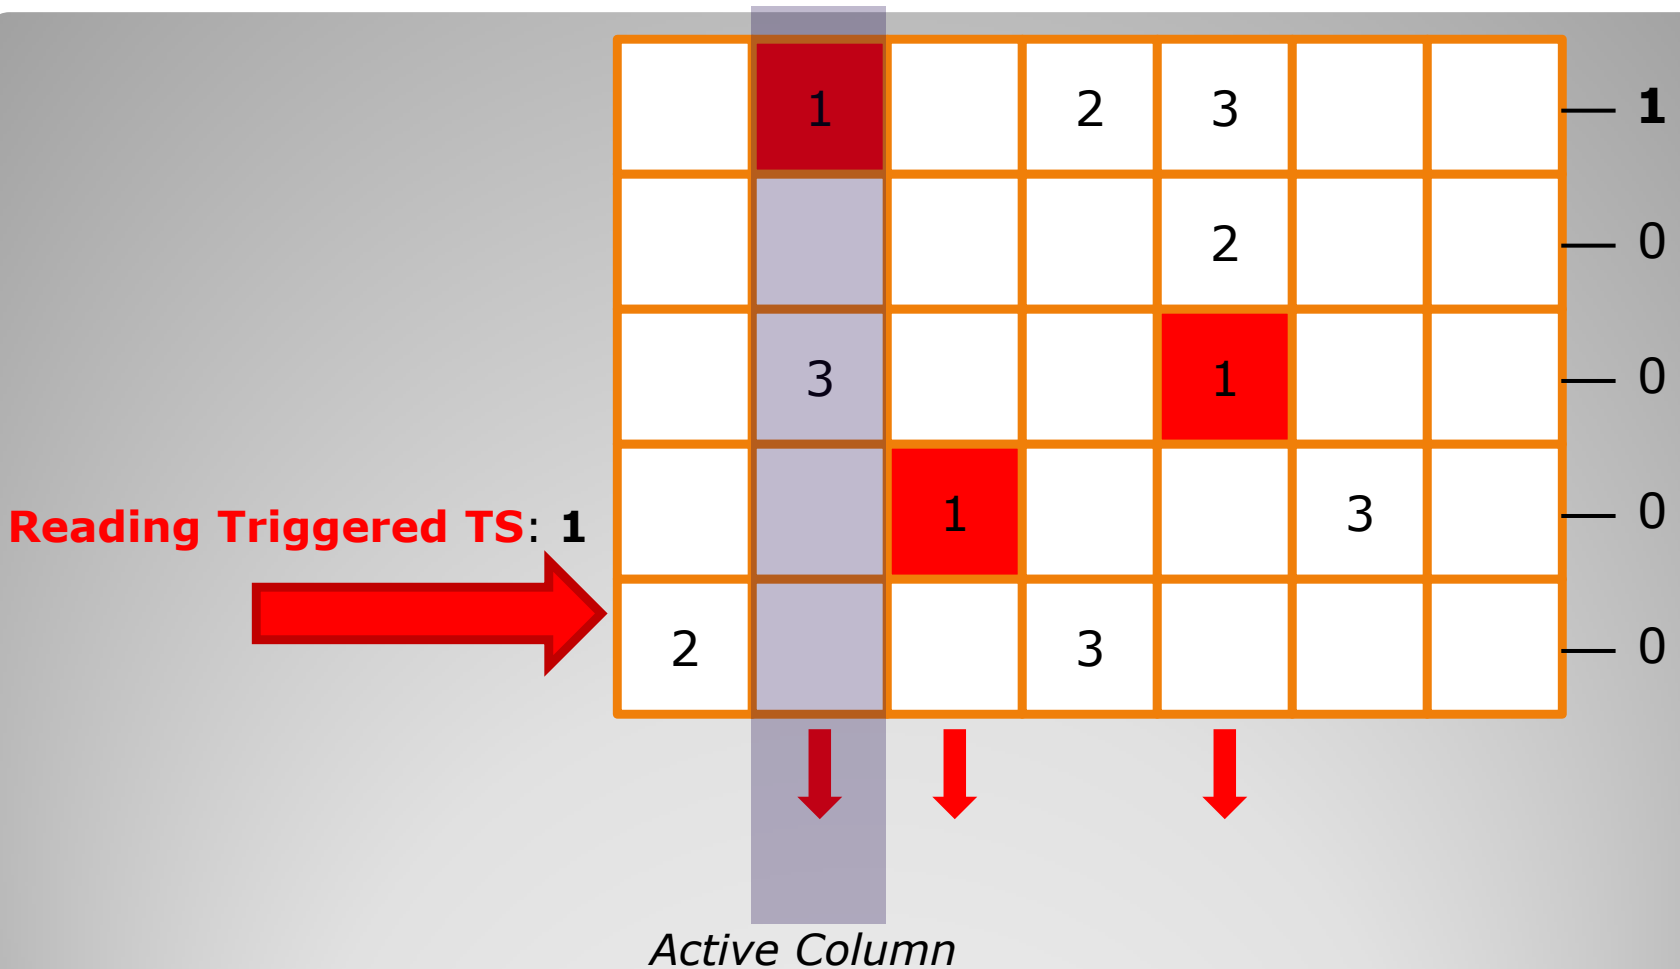 1 2 3 1
2 0
3 1 0
1 3 0
Reading Triggered TS: 1
2 3 0
Active Column